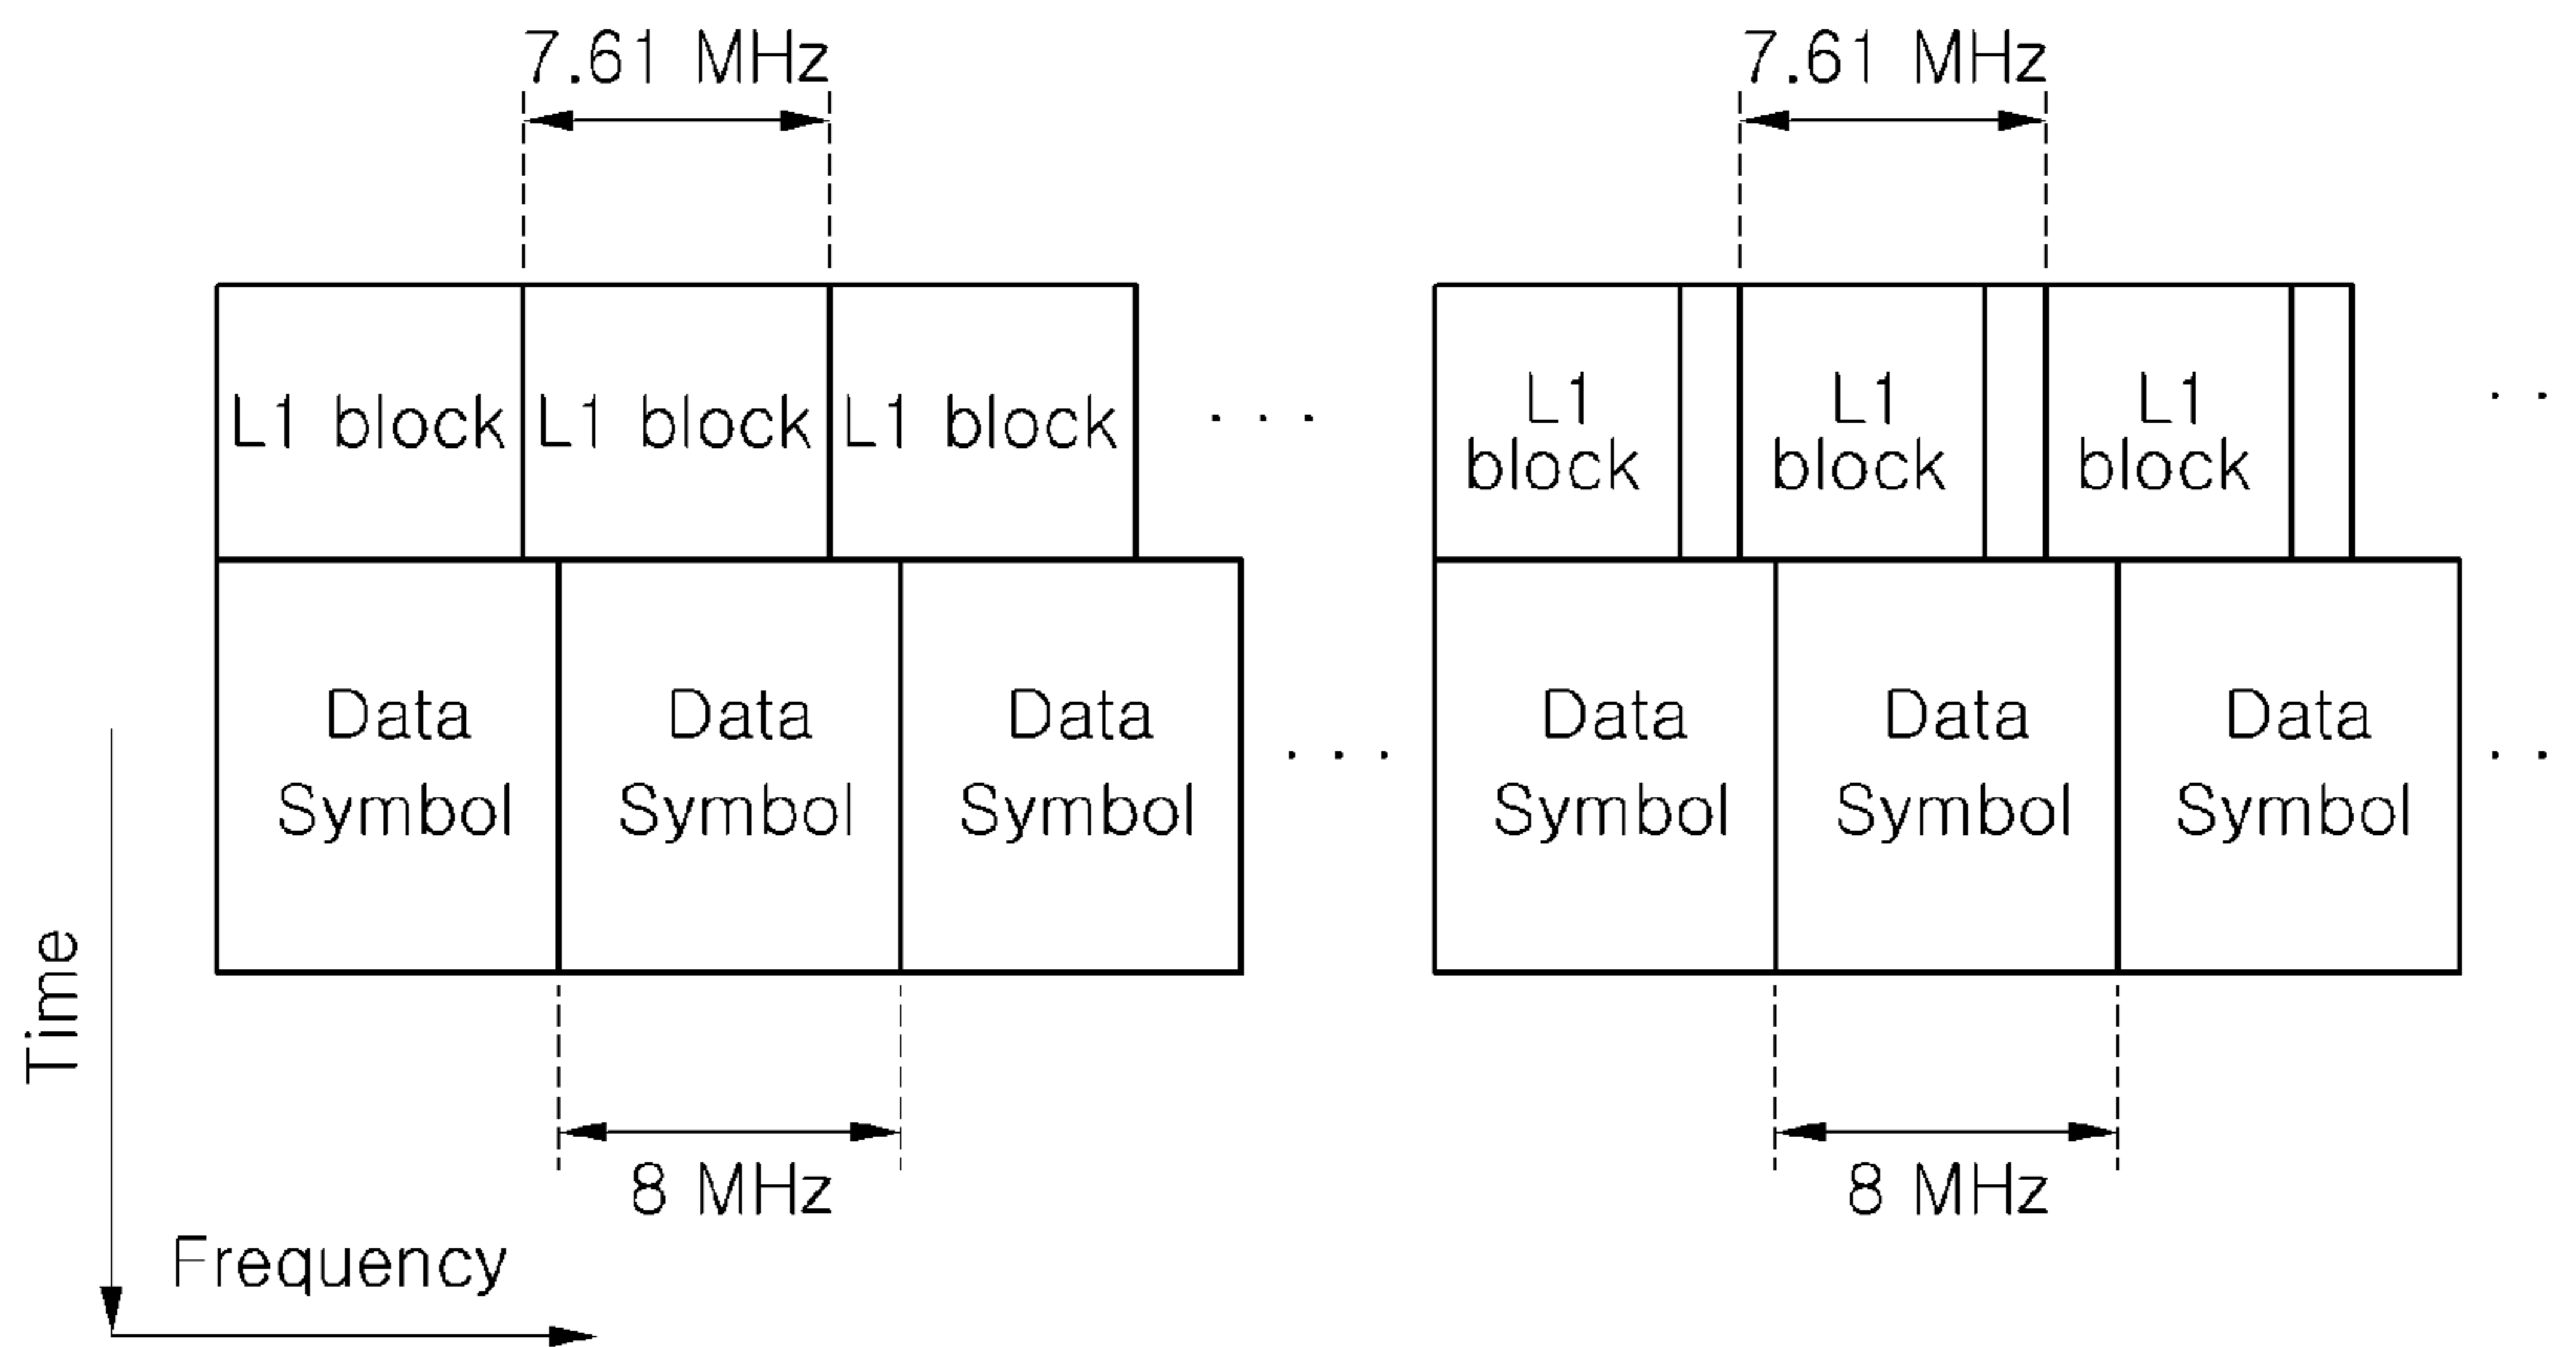 7.61 MHz
7.61 MHz
L1 block
L1 block
L1 block
. . .
L1
block
L1
block
L1
block
. .
Data
Symbol
Data
Symbol
Data
Symbol
. . .
Data
Symbol
Data
Symbol
Data
Symbol
. .
Time
8 MHz
8 MHz
Frequency